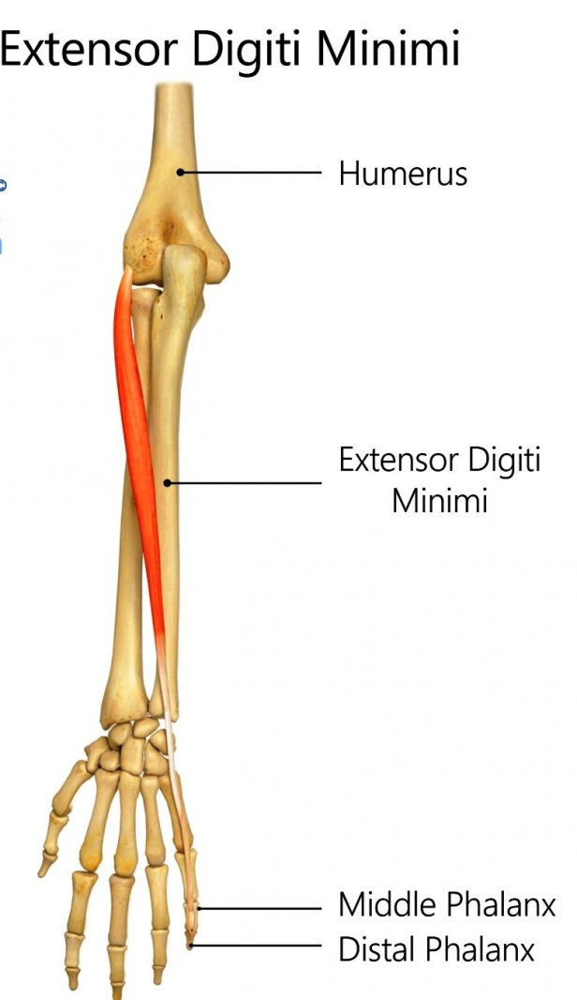 Extensor Digiti Minimi
Humerus
Extensor Digiti
Minimi
Middle Phalanx
Distal Phalanx